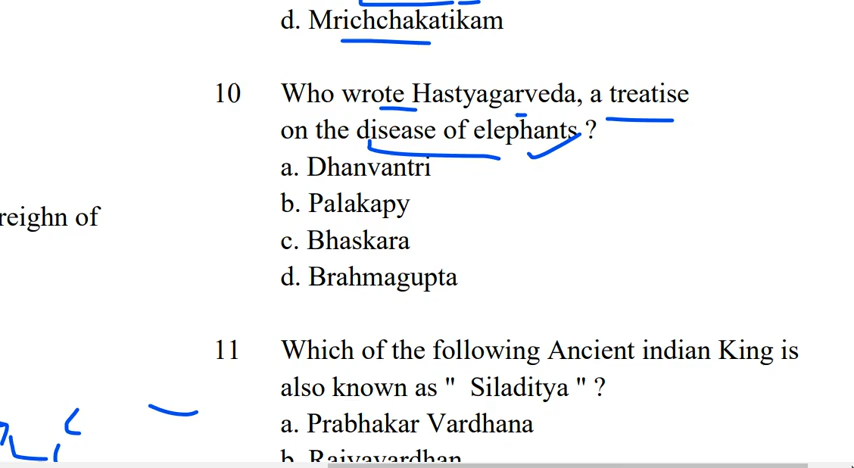 d. Mrichchakatikam
10 Who wrote Hastyagarveda, a treatise
on the disease of elephants ?
a. Dhanvantri
reighn of
b. Palakapy
c. Bhaskara
d. Brahmagupta
11 Which of the following Ancient indian King is
also known as " Siladitya " ?
a. Prabhakar Vardhana
b. Rajyavardhan